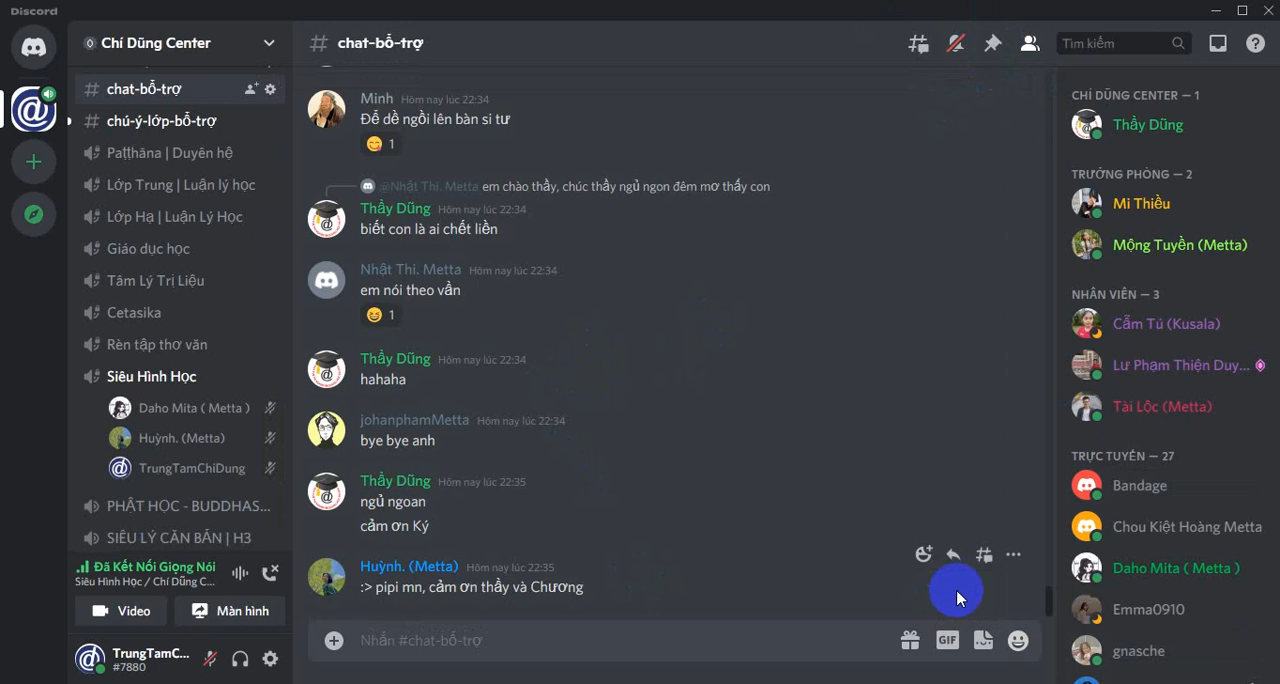 Discord
Chí Dũng Center
chat-bổ-trợ
chú-ý-lớp-bổ-trợ
Paṭṭhāna | Duyên hệ
Lớp Trung | Luận lý học
Lớp Hạ | Luận Lý Học
Giáo dục học
Tâm Lý Trị Liệu
Cetasika
Rèn tập thơ văn
Siêu Hình Học
Daho Mita ( Metta )
Huỳnh. (Metta)
TrungTamChiDung
PHẬT HỌC - BUDDHAS...
SIÊU LÝ CĂN BẢN | H3
Đã Kết Nối Giọng Nói
Siêu Hình Học / Chí Dũng C...
Video
Màn hình
TrungTamC...
#7880
chat-bổ-trợ
Tìm kiếm
Minh Hôm nay lúc 22:34
Để dề ngồi lên bàn si tư
1
@Nhật Thi. Metta em chào thầy, chúc thầy ngủ ngon đêm mơ thấy con
Thầy Dũng Hôm nay lúc 22:34
biết con là ai chết liền
Nhật Thi. Metta Hôm nay lúc 22:34
em nói theo vần
1
Thầy Dũng Hôm nay lúc 22:34
hahaha
johanphamMetta Hôm nay lúc 22:34
bye bye anh
Thầy Dũng Hôm nay lúc 22:35
ngủ ngoan
cảm ơn Ký
Huỳnh. (Metta) Hôm nay lúc 22:35
:> pipi mn, cảm ơn thầy và Chương
Nhắn #chat-bổ-trợ
GIF
CHÍ DŨNG CENTER — 1
Thầy Dũng
TRƯỞNG PHÒNG — 2
Mi Thiều
Mộng Tuyền (Metta)
NHÂN VIÊN — 3
Cẩm Tú (Kusala)
Lư Phạm Thiện Duy...
Tài Lộc (Metta)
TRỰC TUYẾN — 27
Bandage
Chou Kiệt Hoàng Metta
Daho Mita ( Metta )
Emma0910
gnasche